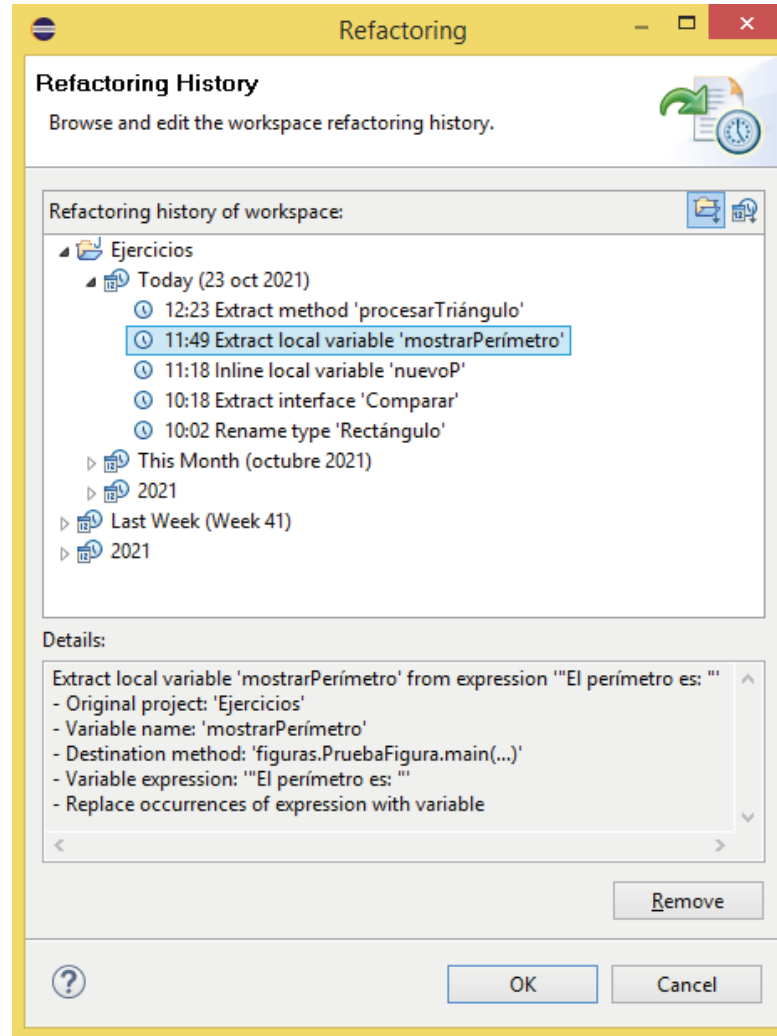 Refactoring
Refactoring History
Browse and edit the workspace refactoring history.
Refactoring history of workspace:
Ejercicios
Today (23 oct 2021)
12:23 Extract method 'procesarTriángulo'
11:49 Extract local variable 'mostrarPerímetro'
11:18 Inline local variable 'nuevoP'
10:18 Extract interface 'Comparar'
10:02 Rename type 'Rectángulo'
This Month (octubre 2021)
2021
Last Week (Week 41)
2021
Details:
Extract local variable 'mostrarPerímetro' from expression '"El perímetro es: "'
- Original project: 'Ejercicios'
- Variable name: 'mostrarPerímetro'
- Destination method: 'figuras.PruebaFigura.main(...)'
- Variable expression: '"El perímetro es: "'
- Replace occurrences of expression with variable
Remove
OK Cancel